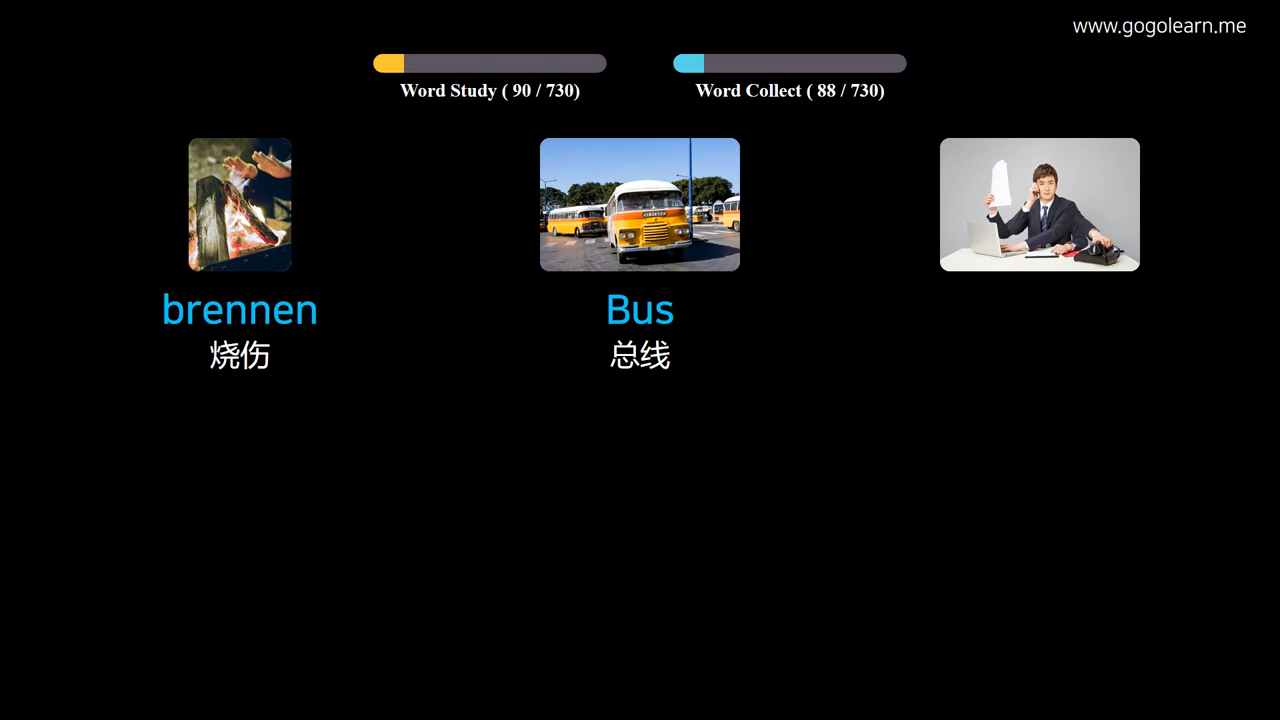 www.gogolearn.me
Word Study ( 90 / 730)
Word Collect ( 88 / 730)
brennen
烧伤
Bus
总线